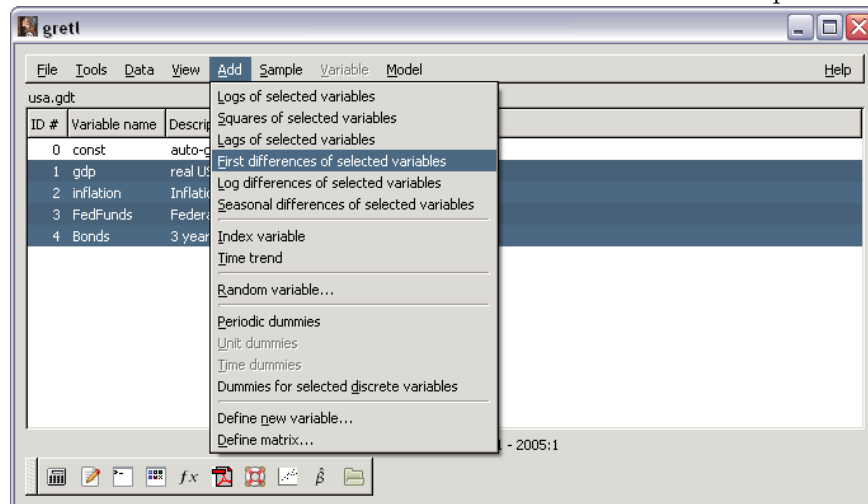 gretl
File Tools Data View Add Sample Variable Model Help
usa.gdt
ID # Variable name Descrip
0 const auto-g
1 gdp real US
2 inflation Inflatio
3 FedFunds Federa
4 Bonds 3 year
Logs of selected variables
Squares of selected variables
Lags of selected variables
First differences of selected variables
Log differences of selected variables
Seasonal differences of selected variables
Index variable
Time trend
Random variable...
Periodic dummies
Unit dummies
Time dummies
Dummies for selected discrete variables
Define new variable...
Define matrix...
- 2005:1
fx β̂